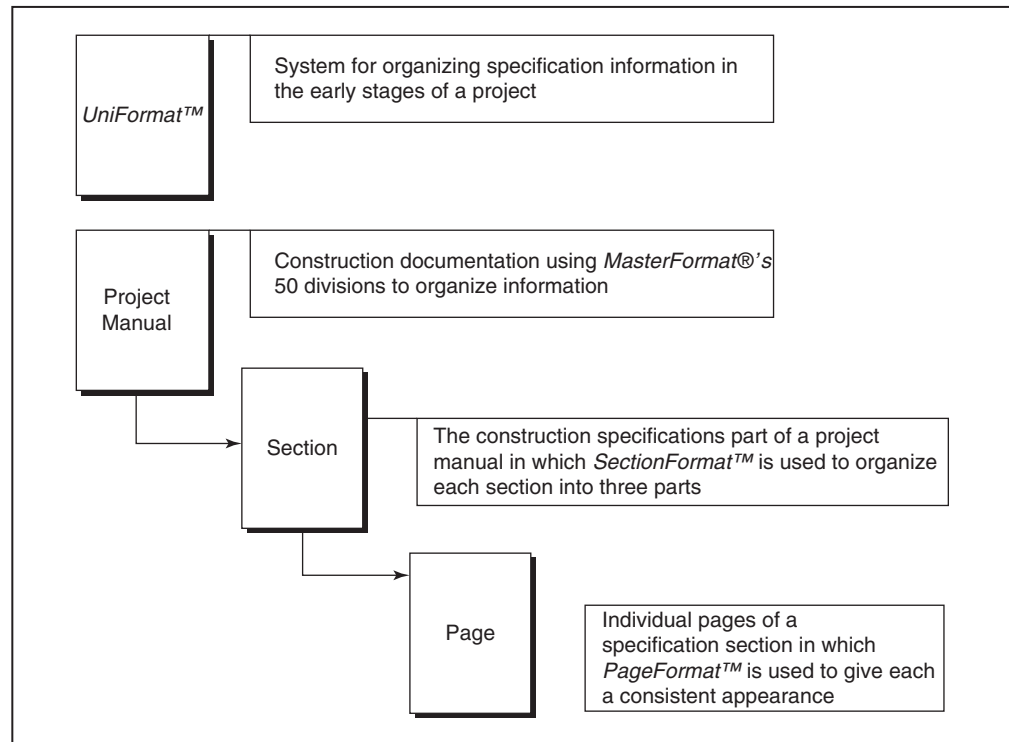 UniFormat™
System for organizing specification information in
the early stages of a project
Project
Manual
Construction documentation using MasterFormat®'s
50 divisions to organize information
Section
The construction specifications part of a project
manual in which SectionFormat™ is used to organize
each section into three parts
Page
Individual pages of a
specification section in which
PageFormat™ is used to give each
a consistent appearance